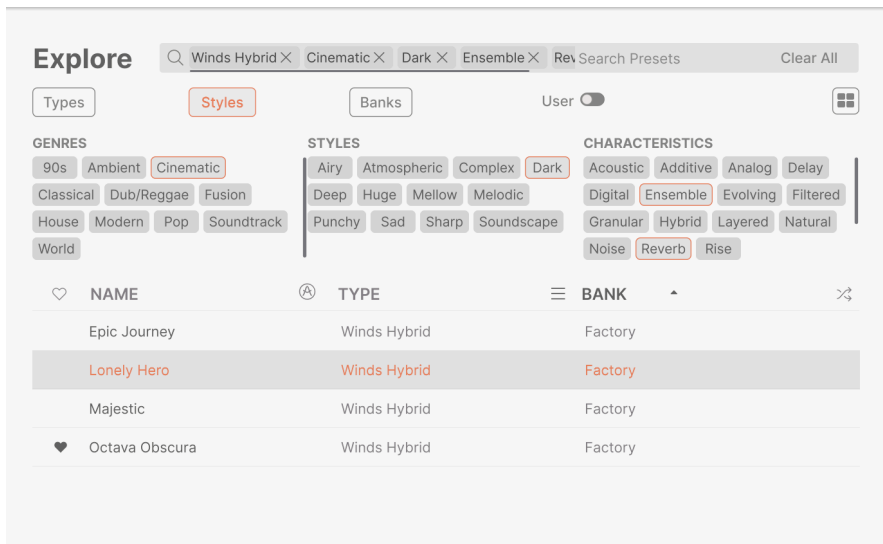 Explore Winds Hybrid Cinematic Dark Ensemble Rev Search Presets Clear All
Types Styles Banks User
GENRES STYLES CHARACTERISTICS
90s Ambient Cinematic Airy Atmospheric Complex Dark Acoustic Additive Analog Delay
Classical Dub/Reggae Fusion Deep Huge Mellow Melodic Digital Ensemble Evolving Filtered
House Modern Pop Soundtrack Punchy Sad Sharp Soundscape Granular Hybrid Layered Natural
World Noise Reverb Rise
NAME TYPE BANK
Epic Journey Winds Hybrid Factory
Lonely Hero Winds Hybrid Factory
Majestic Winds Hybrid Factory
Octava Obscura Winds Hybrid Factory